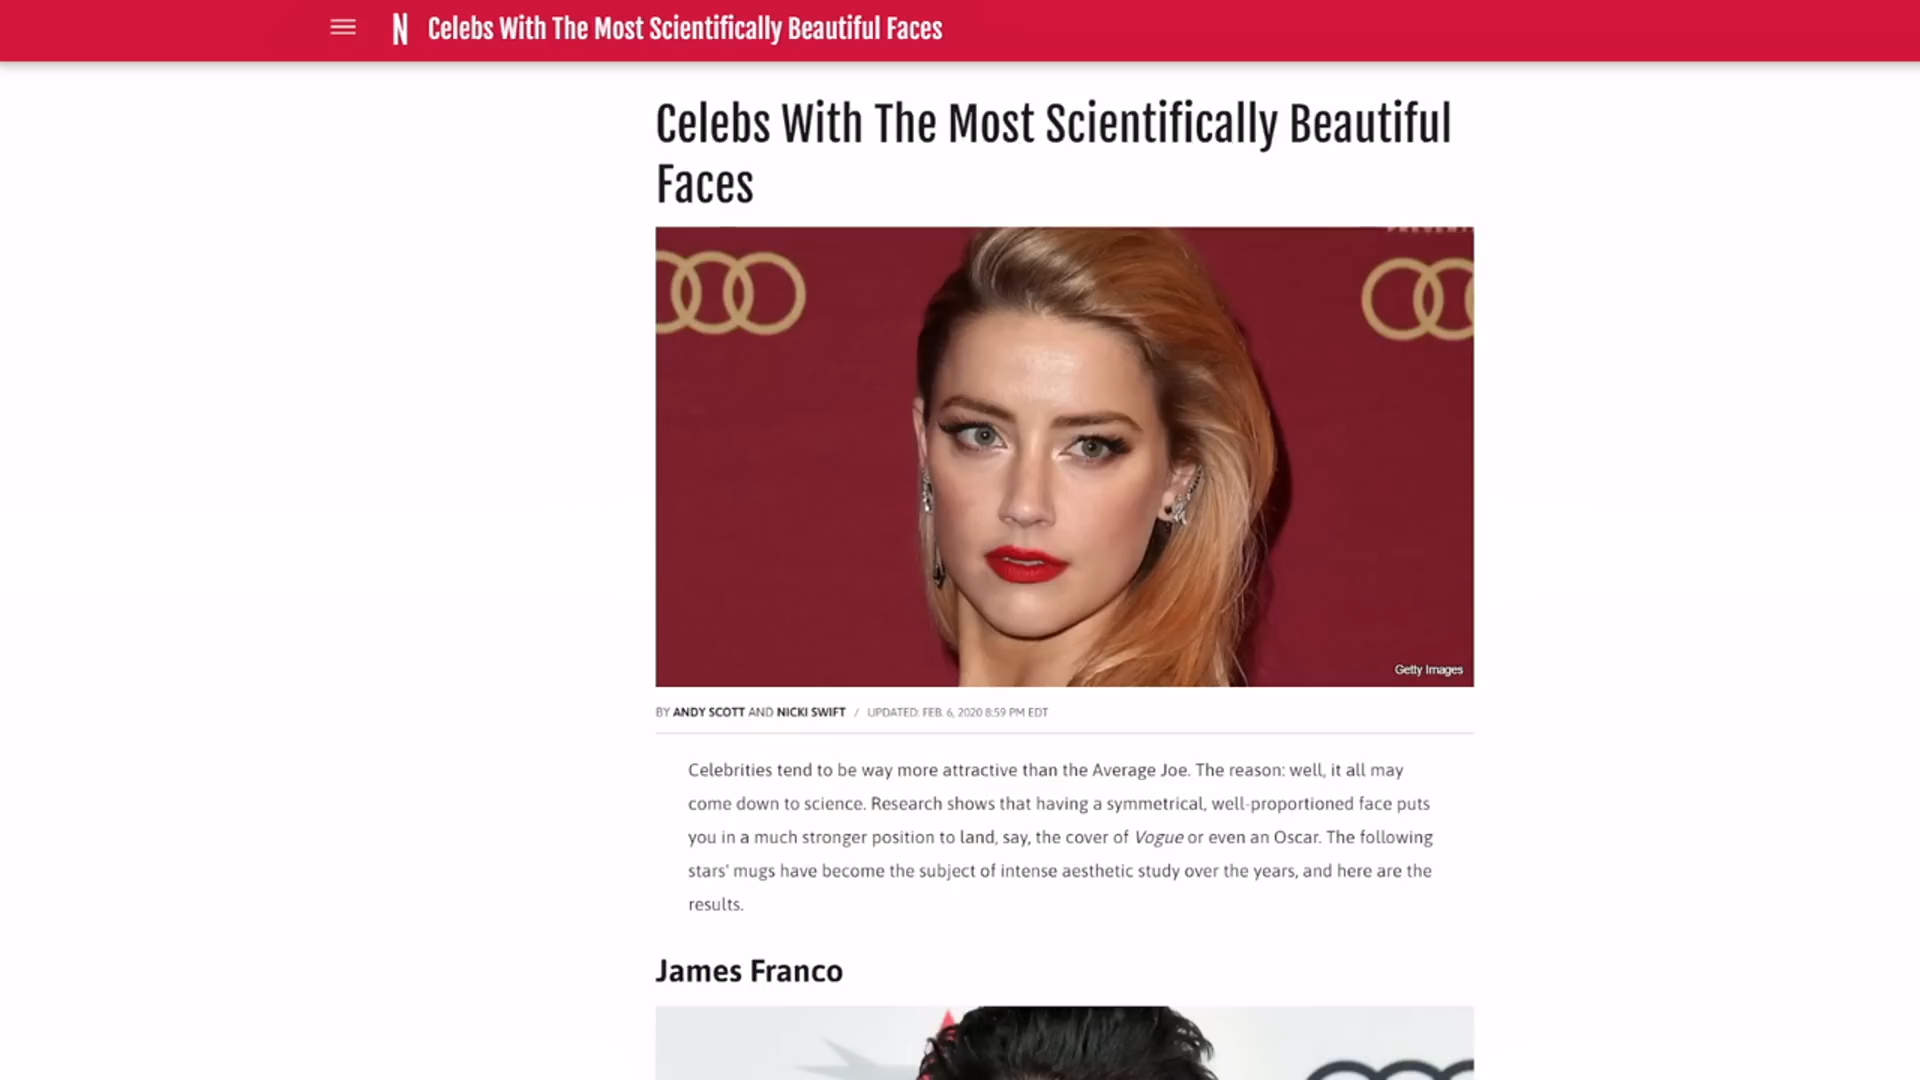 N Celebs With The Most Scientifically Beautiful Faces
Celebs With The Most Scientifically Beautiful
Faces
Getty Images
BY ANDY SCOTT AND NICKI SWIFT / UPDATED: FEB. 6, 2020 8:59 PM EDT
Celebrities tend to be way more attractive than the Average Joe. The reason: well, it all may
come down to science. Research shows that having a symmetrical, well-proportioned face puts
you in a much stronger position to land, say, the cover of Vogue or even an Oscar. The following
stars' mugs have become the subject of intense aesthetic study over the years, and here are the
results.
James Franco